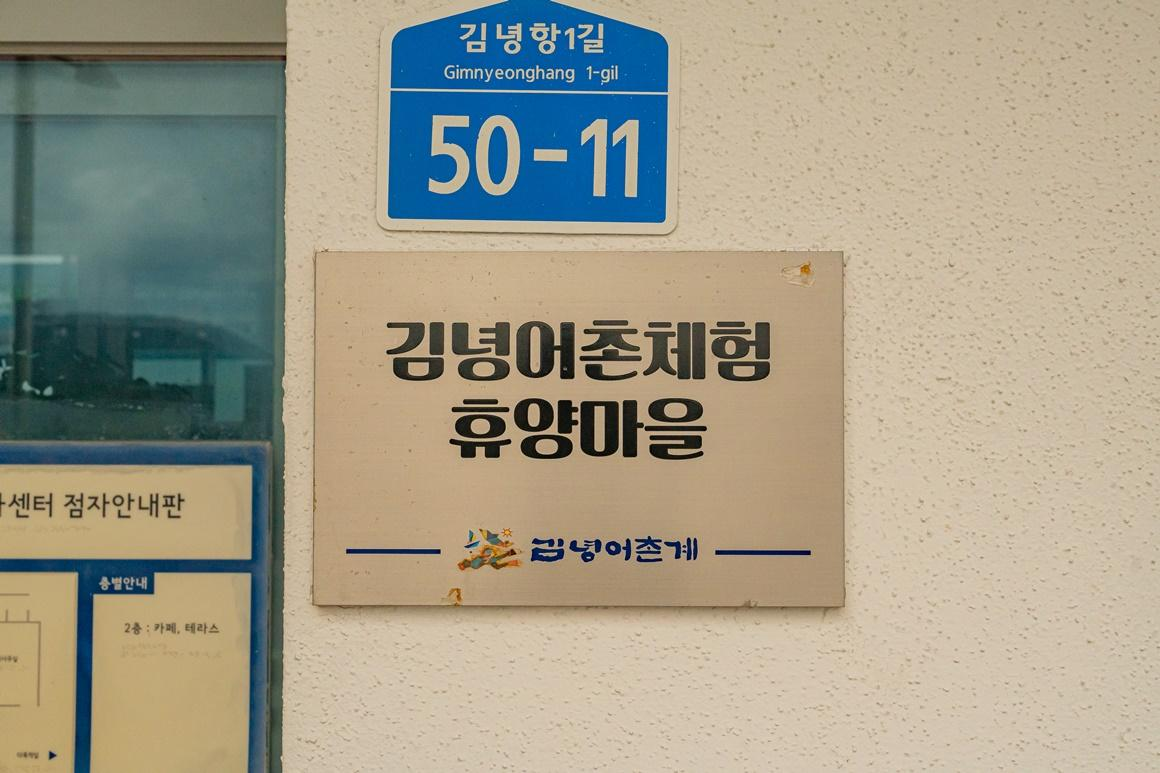 김녕항1길
Gimnyeonghang 1-gil
50-11
김녕어촌체험
휴양마을
김녕어촌계
센터 점자안내판
층별안내
2층 : 카페, 테라스